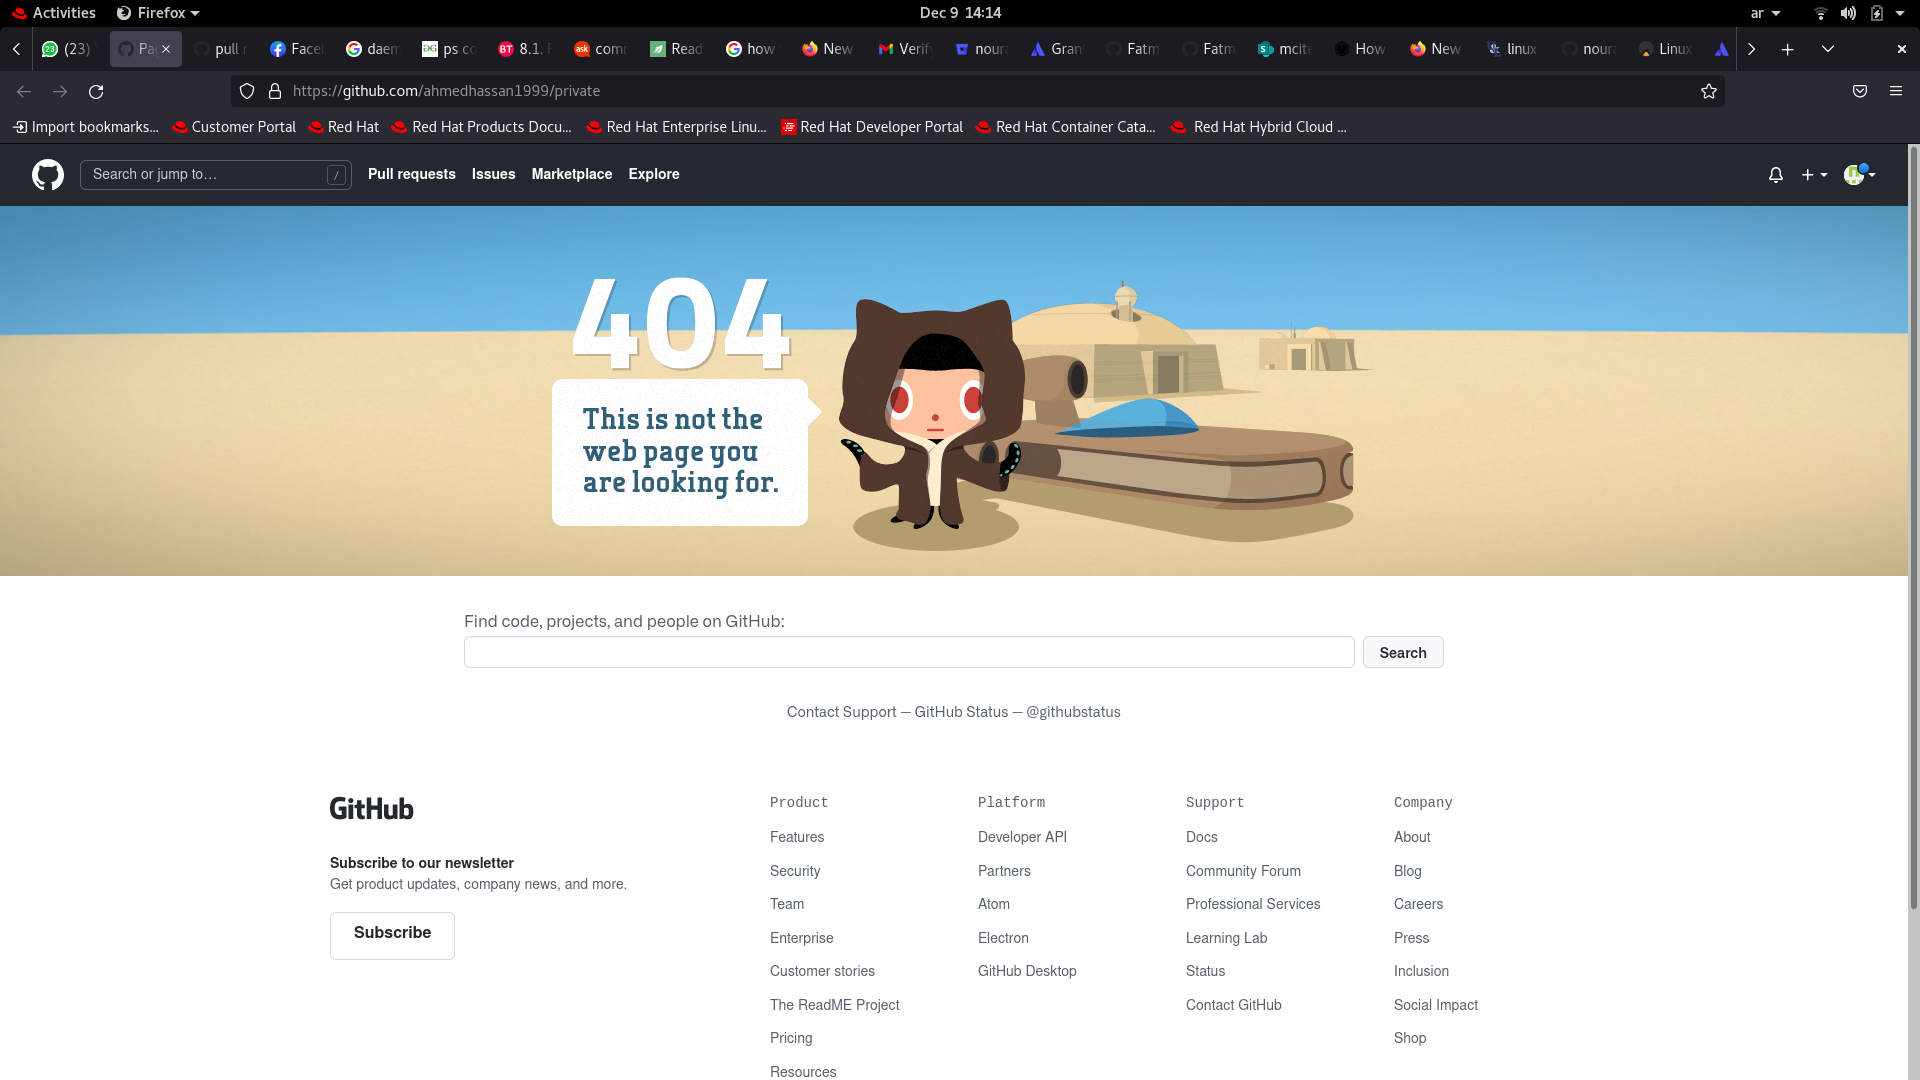 Activities Firefox Dec 9 14:14 ar
(23) Pag pull r Facel daem ps co 8.1. F comm Read how New Verify noura Gran Fatm Fatm mcite How New linux noura Linux
https://github.com/ahmedhassan1999/private
Import bookmarks... Customer Portal Red Hat Red Hat Products Docu... Red Hat Enterprise Linu... Red Hat Developer Portal Red Hat Container Cata... Red Hat Hybrid Cloud ...
Search or jump to... / Pull requests Issues Marketplace Explore
404
This is not the
web page you
are looking for.
Find code, projects, and people on GitHub:
Search
Contact Support — GitHub Status — @githubstatus
GitHub
Subscribe to our newsletter
Get product updates, company news, and more.
Subscribe
Product
Features
Security
Team
Enterprise
Customer stories
The ReadME Project
Pricing
Resources
Platform
Developer API
Partners
Atom
Electron
GitHub Desktop
Support
Docs
Community Forum
Professional Services
Learning Lab
Status
Contact GitHub
Company
About
Blog
Careers
Press
Inclusion
Social Impact
Shop